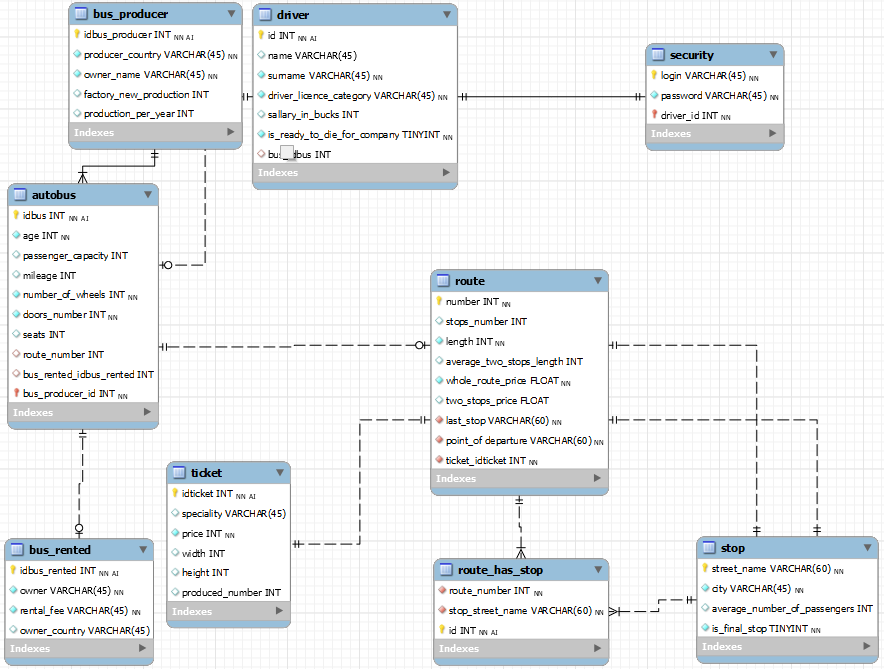 bus_producer
idbus_producer INT NN AI
producer_country VARCHAR(45) NN
owner_name VARCHAR(45) NN
factory_new_production INT
production_per_year INT
Indexes
driver
id INT NN AI
name VARCHAR(45)
surname VARCHAR(45) NN
driver_licence_category VARCHAR(45) NN
sallary_in_bucks INT
is_ready_to_die_for_company TINYINT NN
INT
Indexes
security
login VARCHAR(45) NN
password VARCHAR(45) NN
driver_id INT NN
Indexes
autobus
idbus INT NN AI
age INT NN
passenger_capacity INT
mileage INT
number_of_wheels INT NN
doors_number INT NN
seats INT
route_number INT
bus_rented_idbus_rented INT
bus_producer_id INT NN
Indexes
route
number INT NN
stops_number INT
length INT NN
average_two_stops_length INT
whole_route_price FLOAT NN
two_stops_price FLOAT
last_stop VARCHAR(60) NN
point_of departure VARCHAR(60) NN
ticket_idticket INT NN
Indexes
ticket
idticket INT NN AI
speciality VARCHAR(45)
price INT NN
width INT
height INT
produced_number INT
Indexes
bus_rented
idbus_rented INT NN AI
owner VARCHAR(45) NN
rental_fee VARCHAR(45) NN
owner_country VARCHAR(45)
Indexes
route_has_stop
route_number INT NN
stop_street_name VARCHAR(60) NN
id INT NN AI
Indexes
stop
street_name VARCHAR(60) NN
city VARCHAR(45) NN
average_number_of_passengers INT
is_final_stop TINYINT NN
Indexes